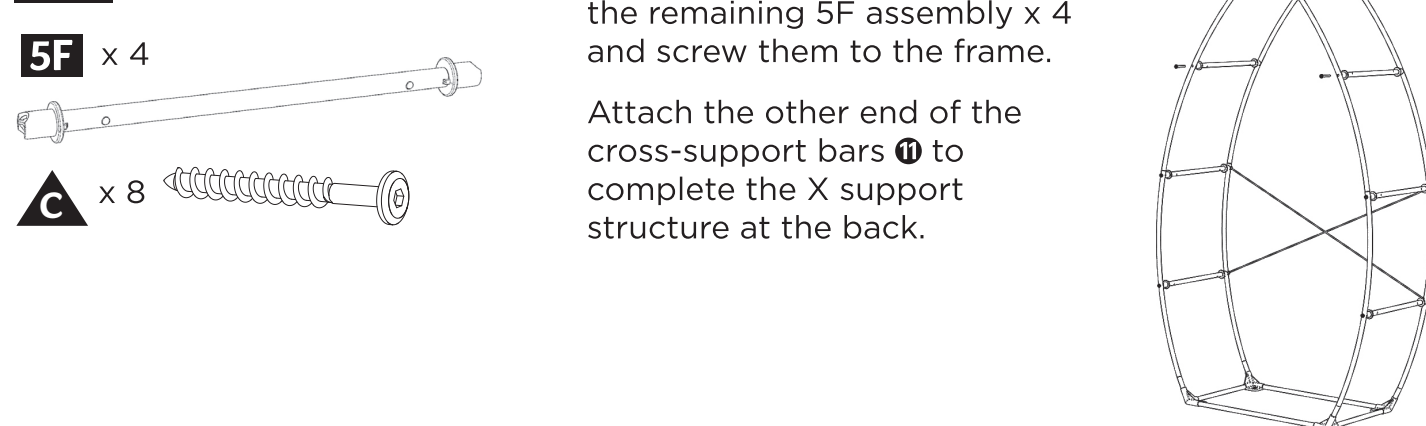 5F x 4
C x 8
the remaining 5F assembly x 4
and screw them to the frame.
Attach the other end of the
cross-support bars 11 to
complete the X support
structure at the back.